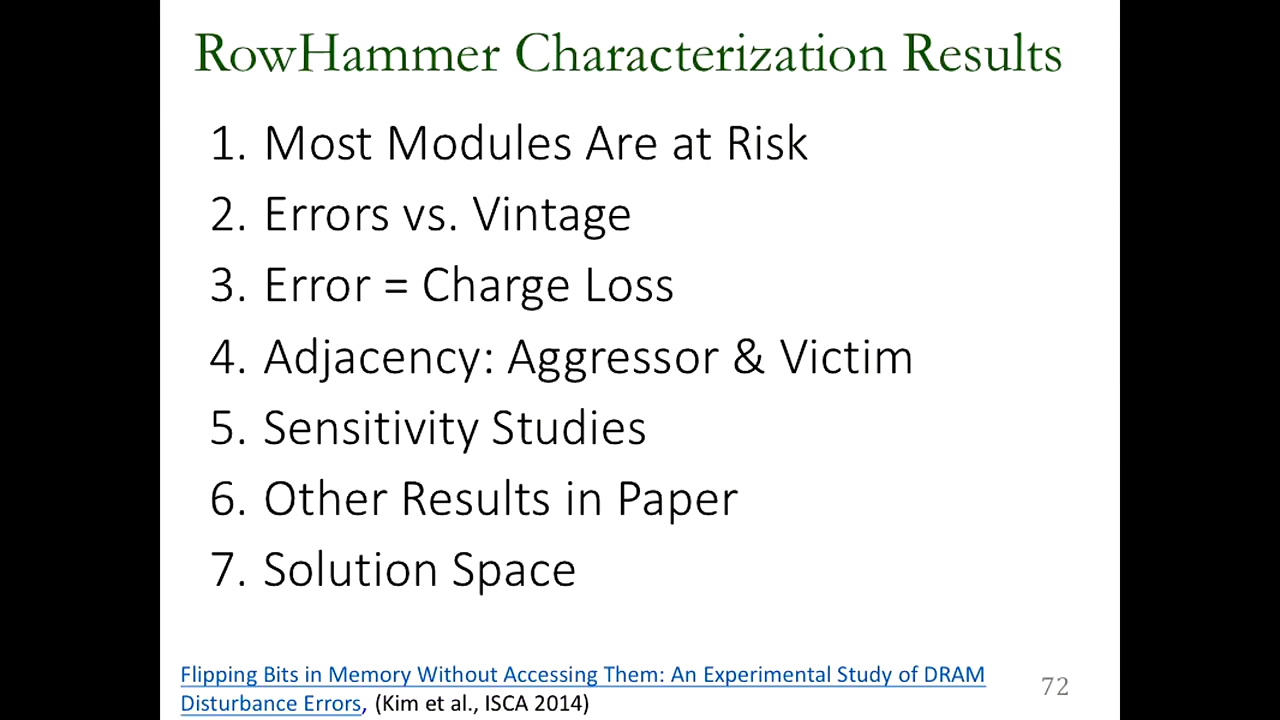 RowHammer Characterization Results
1. Most Modules Are at Risk
2. Errors vs. Vintage
3. Error = Charge Loss
4. Adjacency: Aggressor & Victim
5. Sensitivity Studies
6. Other Results in Paper
7. Solution Space
Flipping Bits in Memory Without Accessing Them: An Experimental Study of DRAM
Disturbance Errors, (Kim et al., ISCA 2014)
72